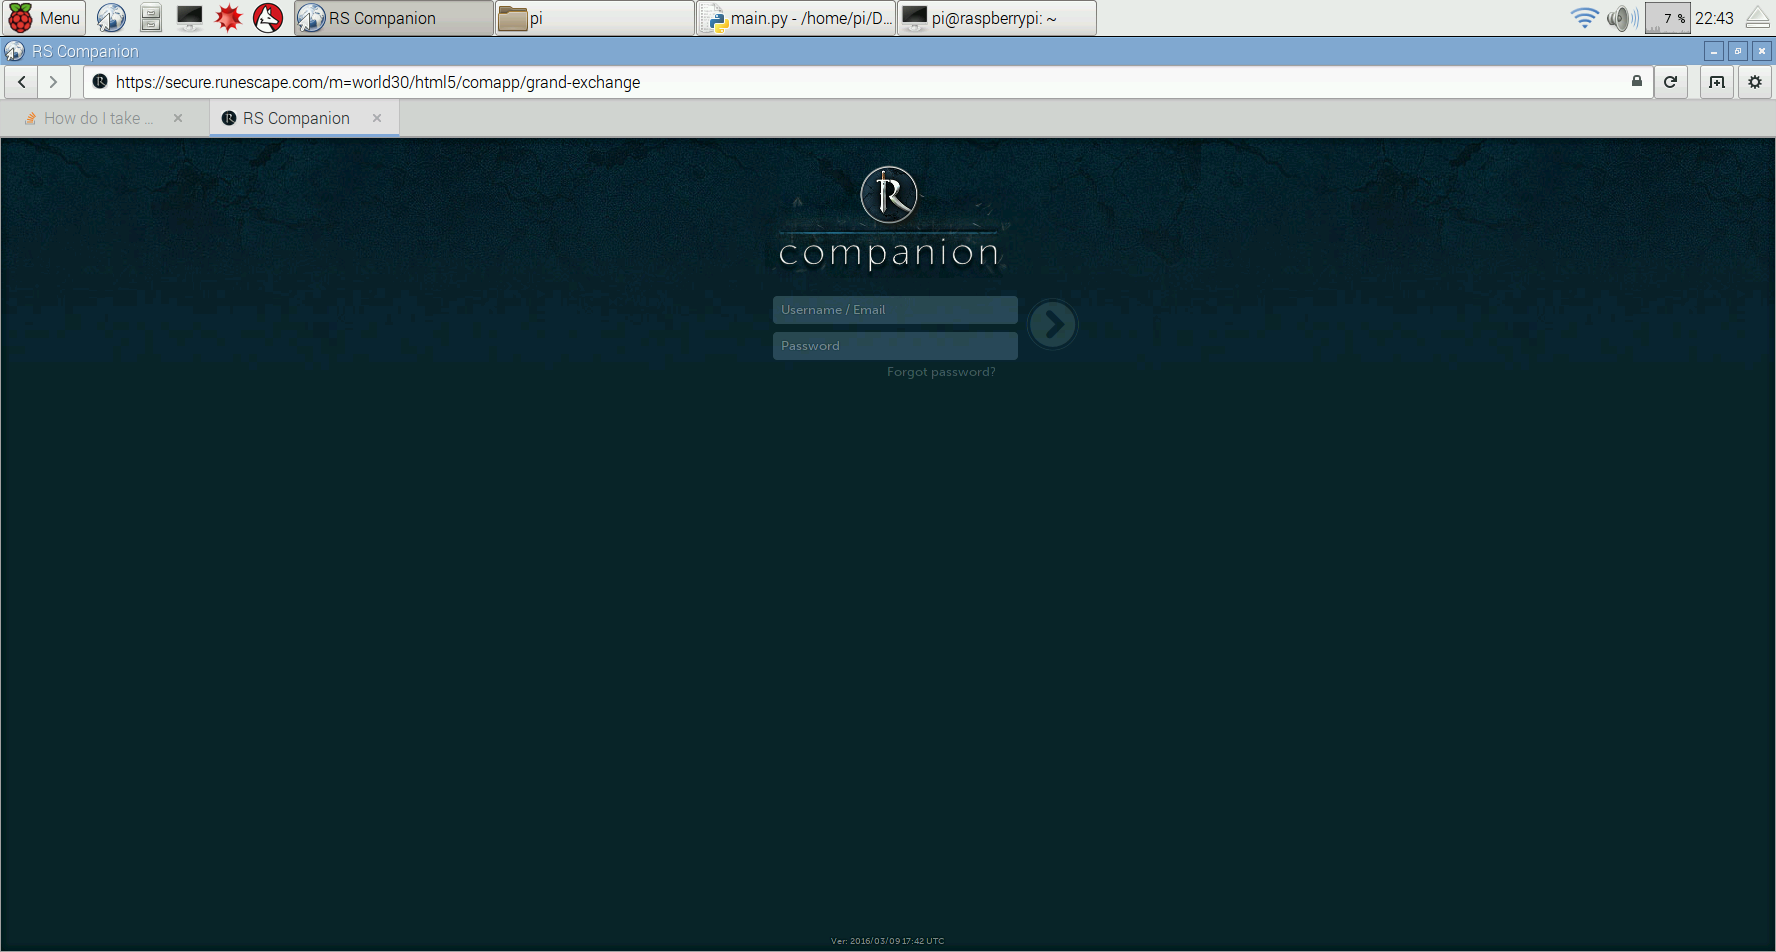 Menu
RS Companion
pi
main.py - /home/pi/D...
pi@raspberrypi: ~
7 %
22:43
RS Companion
https://secure.runescape.com/m=world30/html5/comapp/grand-exchange
How do I take ...
RS Companion
R
companion
Username / Email
Password
Forgot password?
Ver: 2016/03/09 17:42 UTC